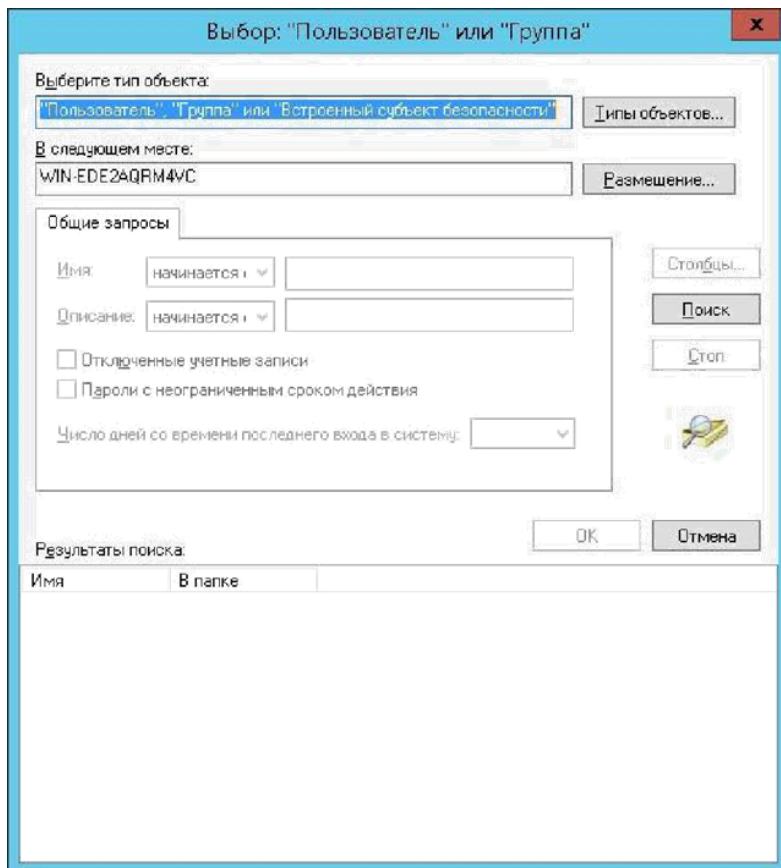 Выбор: "Пользователь" или "Группа"
x
Выберите тип объекта:
"Пользователь", "Группа" или "Встроенный субъект безопасности"
Типы объектов...
В следующем месте:
WIN-EDE2AQRM4VC
Размещение...
Общие запросы
Имя: начинается с
Столбцы...
Описание: начинается с
Поиск
Отключенные учетные записи
Стоп
Пароли с неограниченным сроком действия
Число дней со времени последнего входа в систему:
OK
Отмена
Результаты поиска:
Имя В папке